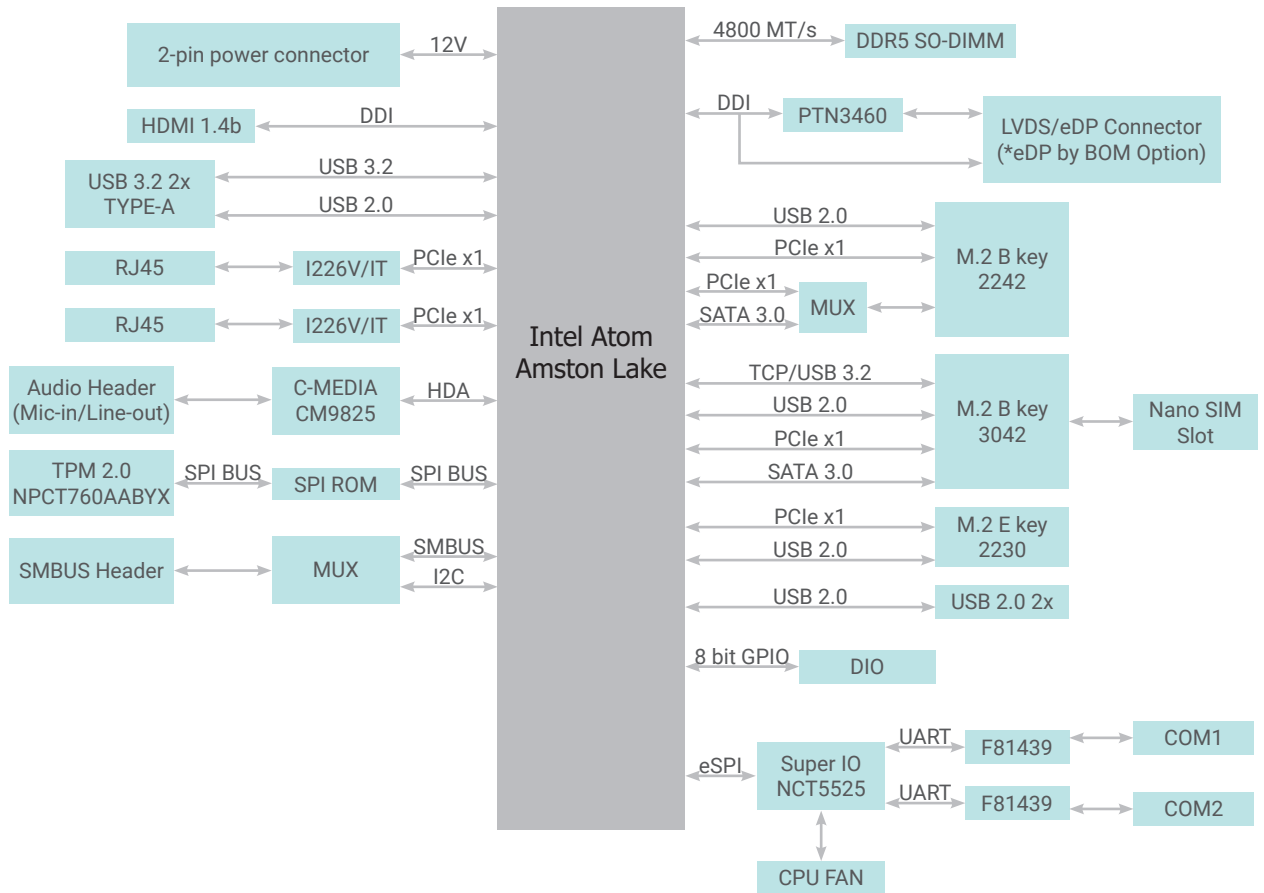 2-pin power connector
12V
HDMI 1.4b
DDI
USB 3.2 2x
TYPE-A
USB 3.2
USB 2.0
RJ45
I226V/IT
PCIe x1
RJ45
I226V/IT
PCIe x1
Audio Header
(Mic-in/Line-out)
C-MEDIA
CM9825
HDA
TPM 2.0
NPCT760AABYX
SPI BUS
SPI ROM
SPI BUS
SMBUS Header
MUX
SMBUS
I2C
Intel Atom
Amston Lake
4800 MT/s
DDR5 SO-DIMM
DDI
PTN3460
LVDS/eDP Connector
(*eDP by BOM Option)
USB 2.0
PCIe x1
PCIe x1
SATA 3.0
MUX
M.2 B key
2242
TCP/USB 3.2
USB 2.0
PCIe x1
SATA 3.0
M.2 B key
3042
Nano SIM
Slot
PCIe x1
USB 2.0
M.2 E key
2230
USB 2.0
USB 2.0 2x
8 bit GPIO
DIO
eSPI
Super IO
NCT5525
UART
F81439
COM1
UART
F81439
COM2
CPU FAN